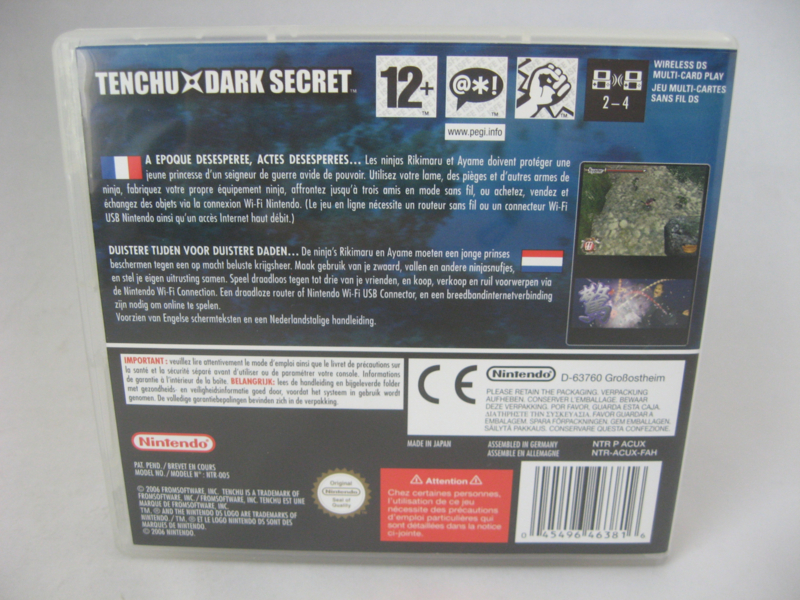 TENCHU DARK SECRET™
12+
@*!
www.pegi.info
2–4
WIRELESS DS
MULTI-CARD PLAY
JEU MULTI-CARTES
SANS FIL DS
A EPOQUE DESESPEREE, ACTES DESESPEREES... Les ninjas Rikimaru et Ayame doivent protéger une
jeune princesse d'un seigneur de guerre avide de pouvoir. Utilisez votre lame, des pièges et d'autres armes de
ninja, fabriquez votre propre équipement ninja, affrontez jusqu'à trois amis en mode sans fil, ou achetez, vendez et
échangez des objets via la connexion Wi-Fi Nintendo. (Le jeu en ligne nécessite un routeur sans fil ou un connecteur Wi-Fi
USB Nintendo ainsi qu'un accès Internet haut débit.)
DUISTERE TIJDEN VOOR DUISTERE DADEN... De ninja's Rikimaru en Ayame moeten een jonge prinses
beschermen tegen een op macht beluste krijgsheer. Maak gebruik van je zwaard, vallen en andere ninjasnufjes,
en stel je eigen uitrusting samen. Speel draadloos tegen tot drie van je vrienden, en koop, verkoop en ruil voorwerpen via
de Nintendo Wi-Fi Connection. Een draadloze router of Nintendo Wi-Fi USB Connector, en een breedbandinternetverbinding
zijn nodig om online te spelen.
Voorzien van Engelse schermteksten en een Nederlandstalige handleiding.
IMPORTANT : veuillez lire attentivement le mode d'emploi ainsi que le livret de précautions sur
la santé et la sécurité séparé avant d'utiliser ou de paramétrer votre console. Informations
de garantie à l'intérieur de la boîte. BELANGRIJK: lees de handleiding en bijgeleverde folder
met gezondheids- en veiligheidsinformatie goed door, voordat het systeem in gebruik wordt
genomen. De volledige garantiebepalingen bevinden zich in de verpakking.
CE
Nintendo D-63760 Großostheim
PLEASE RETAIN THE PACKAGING. VERPACKUNG
AUFHEBEN. CONSERVER L'EMBALLAGE. BEWAAR
DEZE VERPAKKING. POR FAVOR, GUARDA ESTA CAJA.
ΔΙΑΤΗΡΗΣΤΕ ΤΗΝ ΣΥΣΚΕΥΑΣΙΑ. FAVOR GUARDAR A
EMBALAGEM. SPARA FÖRPACKNINGEN. GEM EMBALLAGEN.
SÄILYTÄ PAKKAUS. CONSERVARE QUESTA CONFEZIONE.
Nintendo
MADE IN JAPAN
ASSEMBLED IN GERMANY
ASSEMBLE EN ALLEMAGNE
NTR P ACUX
NTR-ACUX-FAH
PAT. PEND. / BREVET EN COURS
MODEL NO. / MODÈLE N° : NTR-005
© 2006 FROMSOFTWARE, INC. TENCHU IS A TRADEMARK OF
FROMSOFTWARE, INC. / FROMSOFTWARE, INC. TENCHU EST UNE
MARQUE DE FROMSOFTWARE, INC.
TM, ® AND THE NINTENDO DS LOGO ARE TRADEMARKS OF
NINTENDO. / TM, ® ET LE LOGO NINTENDO DS SONT DES
MARQUES DE NINTENDO.
© 2006 NINTENDO.
Original
Nintendo
Seal of
Quality
Attention
Chez certaines personnes,
l'utilisation de ce jeu
nécessite des précautions
d'emploi particulières qui
sont détaillées dans la notice
ci-jointe.
0 45496 46381 6